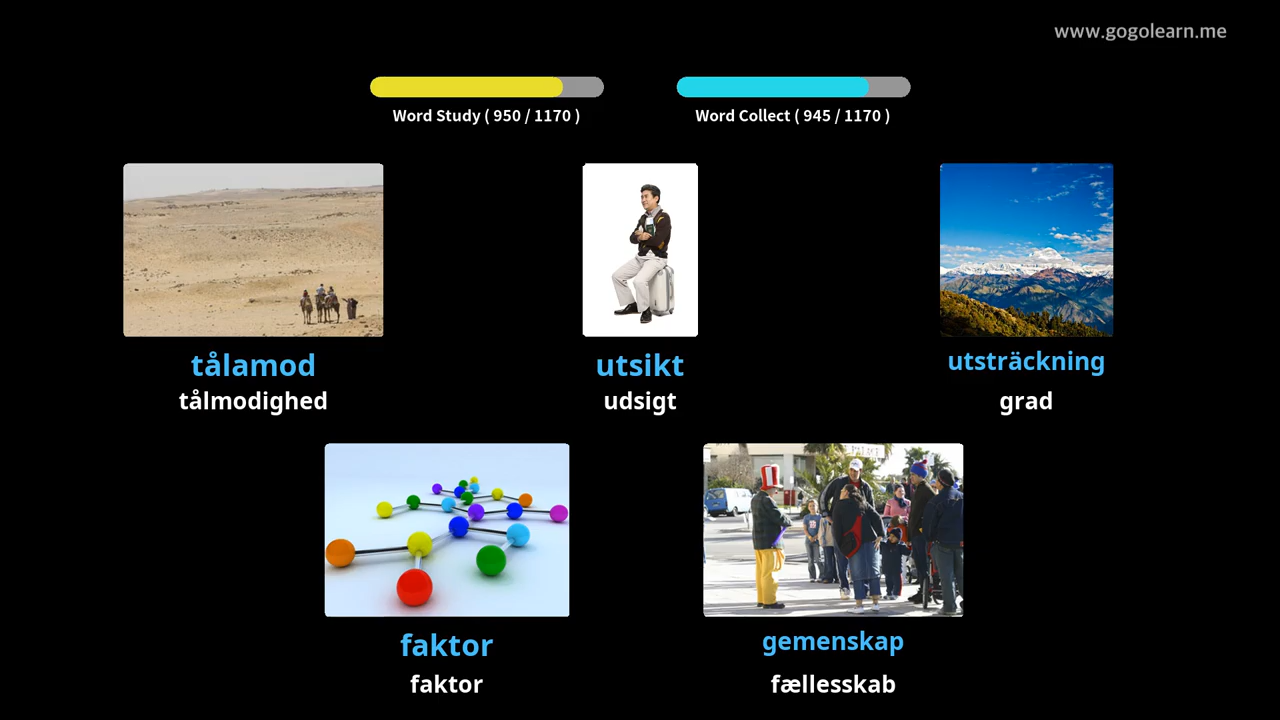 www.gogolearn.me
Word Study ( 950 / 1170 )
Word Collect ( 945 / 1170 )
tålamod
tålmodighed
utsikt
udsigt
utsträckning
grad
faktor
faktor
gemenskap
fællesskab